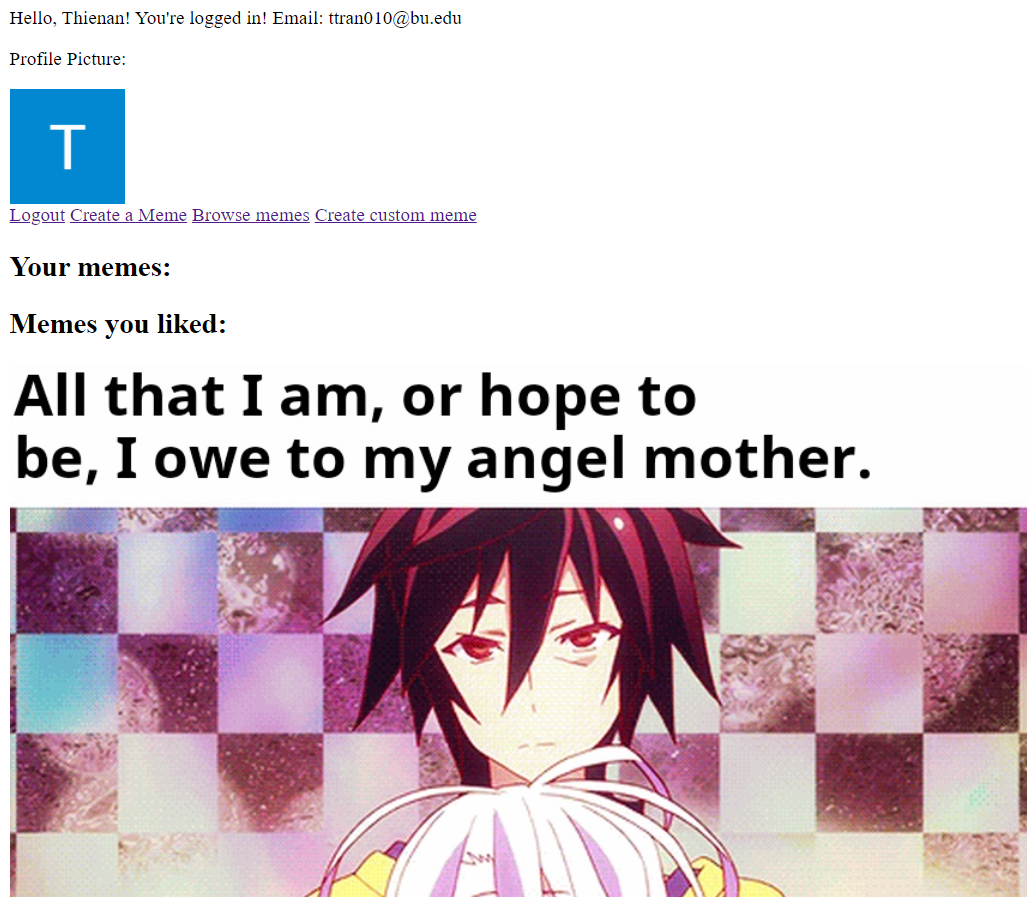 Hello, Thienan! You're logged in! Email: ttran010@bu.edu
Profile Picture:
T
Logout Create a Meme Browse memes Create custom meme
Your memes:
Memes you liked:
All that I am, or hope to
be, I owe to my angel mother.